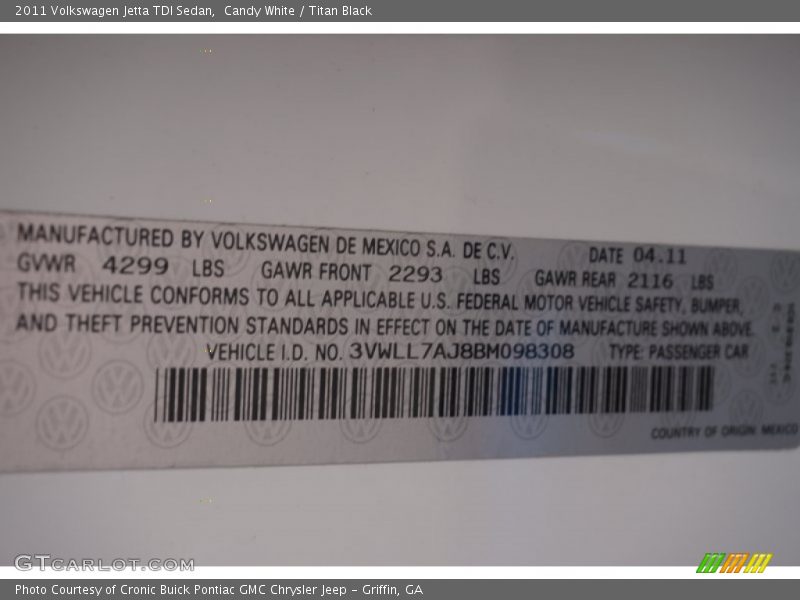 2011 Volkswagen Jetta TDI Sedan,  Candy White / Titan Black
MANUFACTURED BY VOLKSWAGEN DE MEXICO S.A. DE C.V. DATE 04.11
GVWR 4299 LBS GAWR FRONT 2293 LBS GAWR REAR 2116 LBS
THIS VEHICLE CONFORMS TO ALL APPLICABLE U.S. FEDERAL MOTOR VEHICLE SAFETY, BUMPER,
AND THEFT PREVENTION STANDARDS IN EFFECT ON THE DATE OF MANUFACTURE SHOWN ABOVE.
VEHICLE I.D. NO. 3VWLL7AJ8BM098308 TYPE: PASSENGER CAR
COUNTRY OF ORIGIN: MEXICO
GTCARLOT.COM
Photo Courtesy of Cronic Buick Pontiac GMC Chrysler Jeep – Griffin, GA